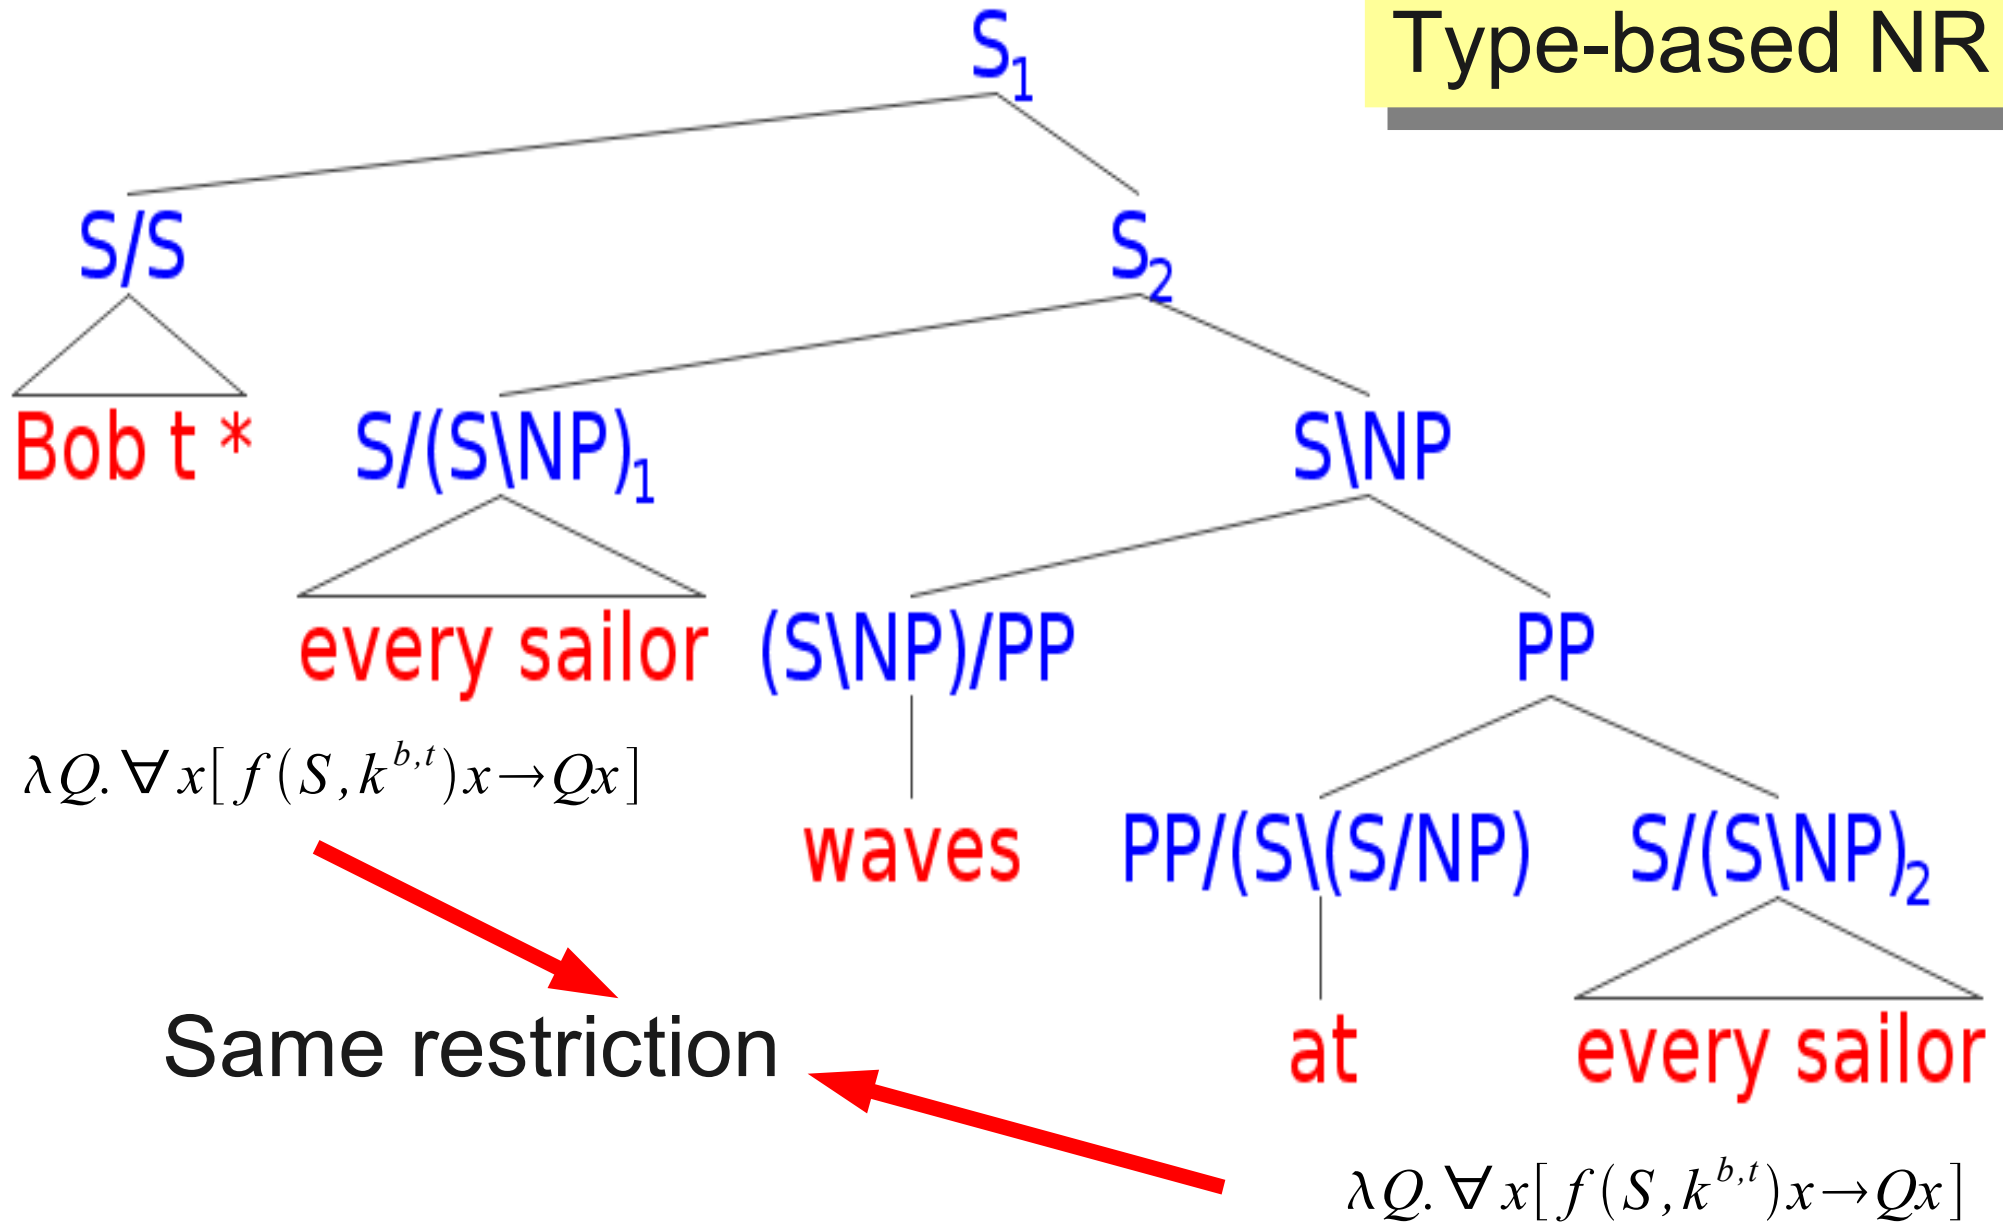 S₁
Type-based NR
S/S
S₂
Bob t *
S/(S\NP)₁
S\NP
every sailor
(S\NP)/PP
PP
λQ.∀x[f(S,k^{b,t})x→Qx]
waves
PP/(S\(S/NP)
S/(S\NP)₂
Same restriction
at
every sailor
λQ.∀x[f(S,k^{b,t})x→Qx]